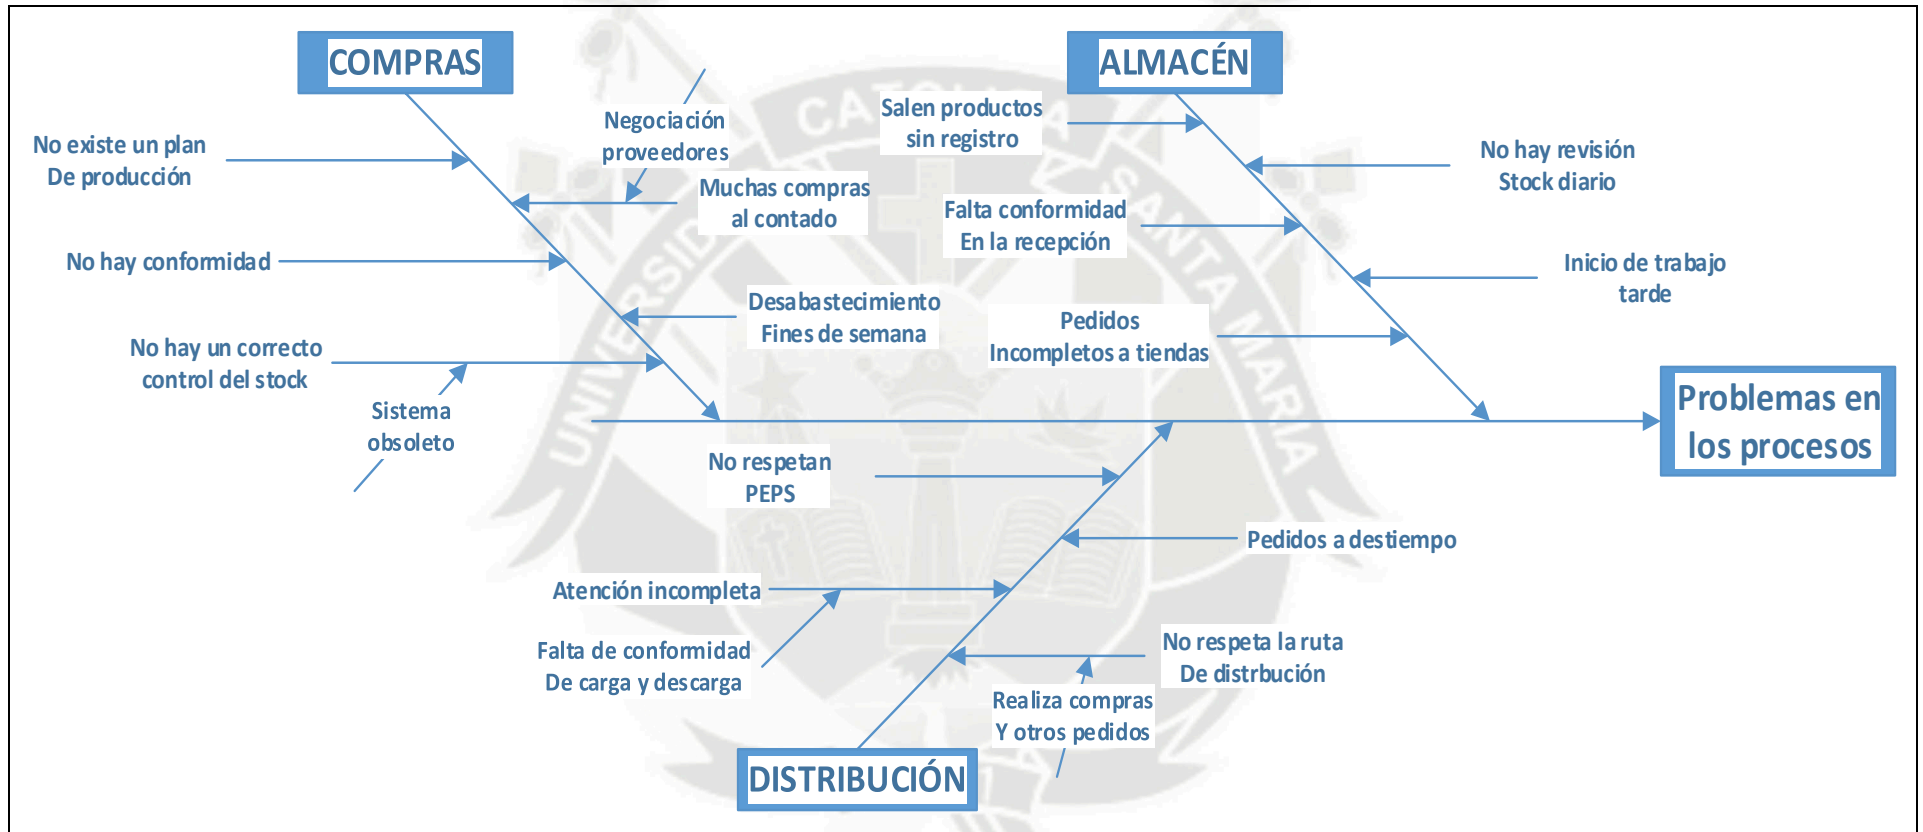 COMPRAS
No existe un plan
De producción
Negociación
proveedores
Muchas compras
al contado
No hay conformidad
Desabastecimiento
Fines de semana
No hay un correcto
control del stock
Sistema
obsoleto
ALMACÉN
Salen productos
sin registro
No hay revisión
Stock diario
Falta conformidad
En la recepción
Inicio de trabajo
tarde
Pedidos
Incompletos a tiendas
Problemas en
los procesos
No respetan
PEPS
Pedidos a destiempo
Atención incompleta
Falta de conformidad
De carga y descarga
No respeta la ruta
De distrbución
Realiza compras
Y otros pedidos
DISTRIBUCIÓN
UNIVERSIDAD CATOLICA SANTA MARIA